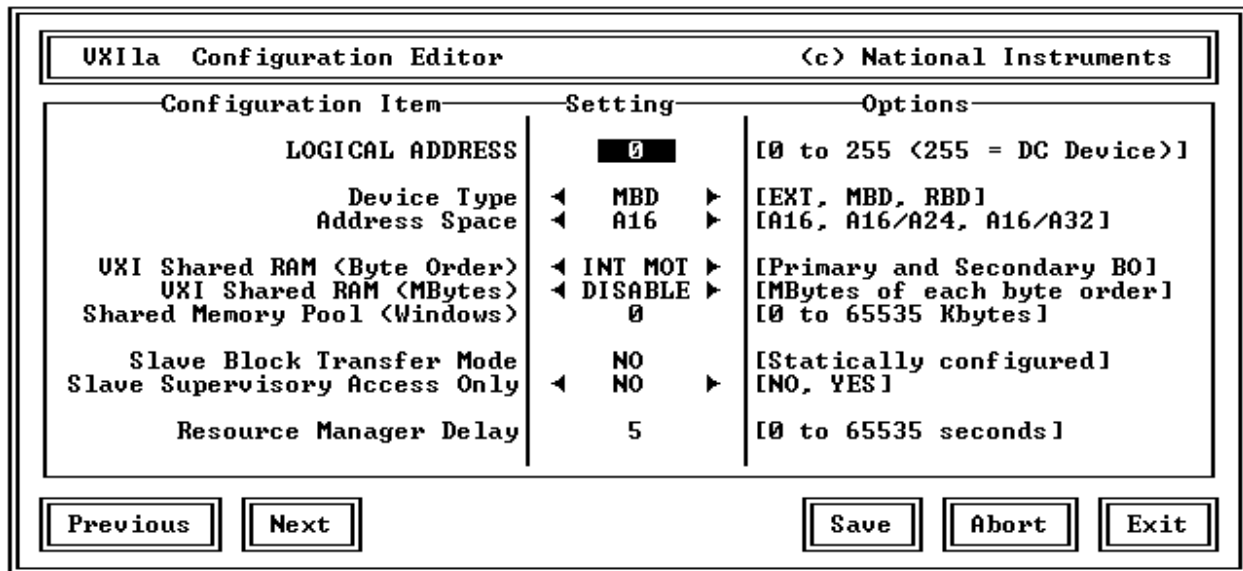 VXI1a Configuration Editor (c) National Instruments
Configuration Item Setting Options
LOGICAL ADDRESS 0 [0 to 255 (255 = DC Device)]
Device Type ◄ MBD ► [EXT, MBD, RBD]
Address Space ◄ A16 ► [A16, A16/A24, A16/A32]
VXI Shared RAM (Byte Order) ◄ INT MOT ► [Primary and Secondary BO]
VXI Shared RAM (MBytes) ◄ DISABLE ► [MBytes of each byte order]
Shared Memory Pool (Windows) 0 [0 to 65535 Kbytes]
Slave Block Transfer Mode NO [Statically configured]
Slave Supervisory Access Only ◄ NO ► [NO, YES]
Resource Manager Delay 5 [0 to 65535 seconds]
Previous Next Save Abort Exit